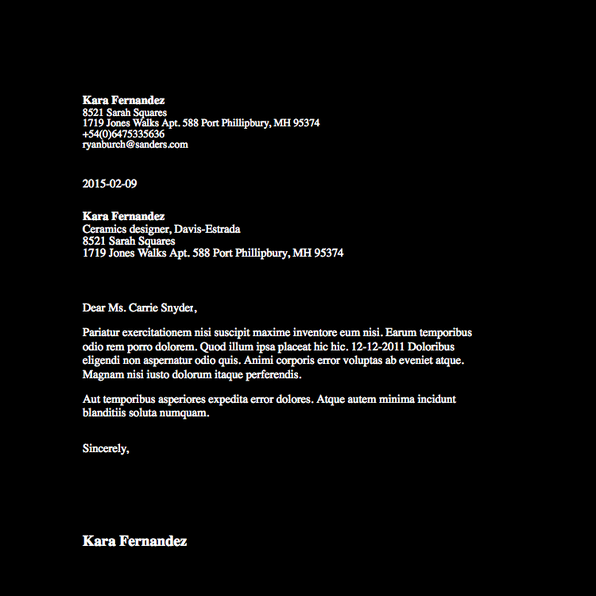 Kara Fernandez
8521 Sarah Squares
1719 Jones Walks Apt. 588 Port Phillipbury, MH 95374
+54(0)6475335636
ryanburch@sanders.com
2015-02-09
Kara Fernandez
Ceramics designer, Davis-Estrada
8521 Sarah Squares
1719 Jones Walks Apt. 588 Port Phillipbury, MH 95374
Dear Ms. Carrie Snyder,
Pariatur exercitationem nisi suscipit maxime inventore eum nisi. Earum temporibus
odio rem porro dolorem. Quod illum ipsa placeat hic hic. 12-12-2011 Doloribus
eligendi non aspernatur odio quis. Animi corporis error voluptas ab eveniet atque.
Magnam nisi iusto dolorum itaque perferendis.
Aut temporibus asperiores expedita error dolores. Atque autem minima incidunt
blanditiis soluta numquam.
Sincerely,
Kara Fernandez